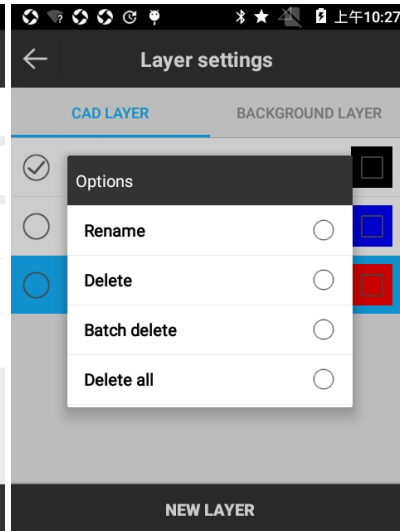 上午10:27
Layer settings
CAD LAYER
BACKGROUND LAYER
Options
Rename
Delete
Batch delete
Delete all
NEW LAYER